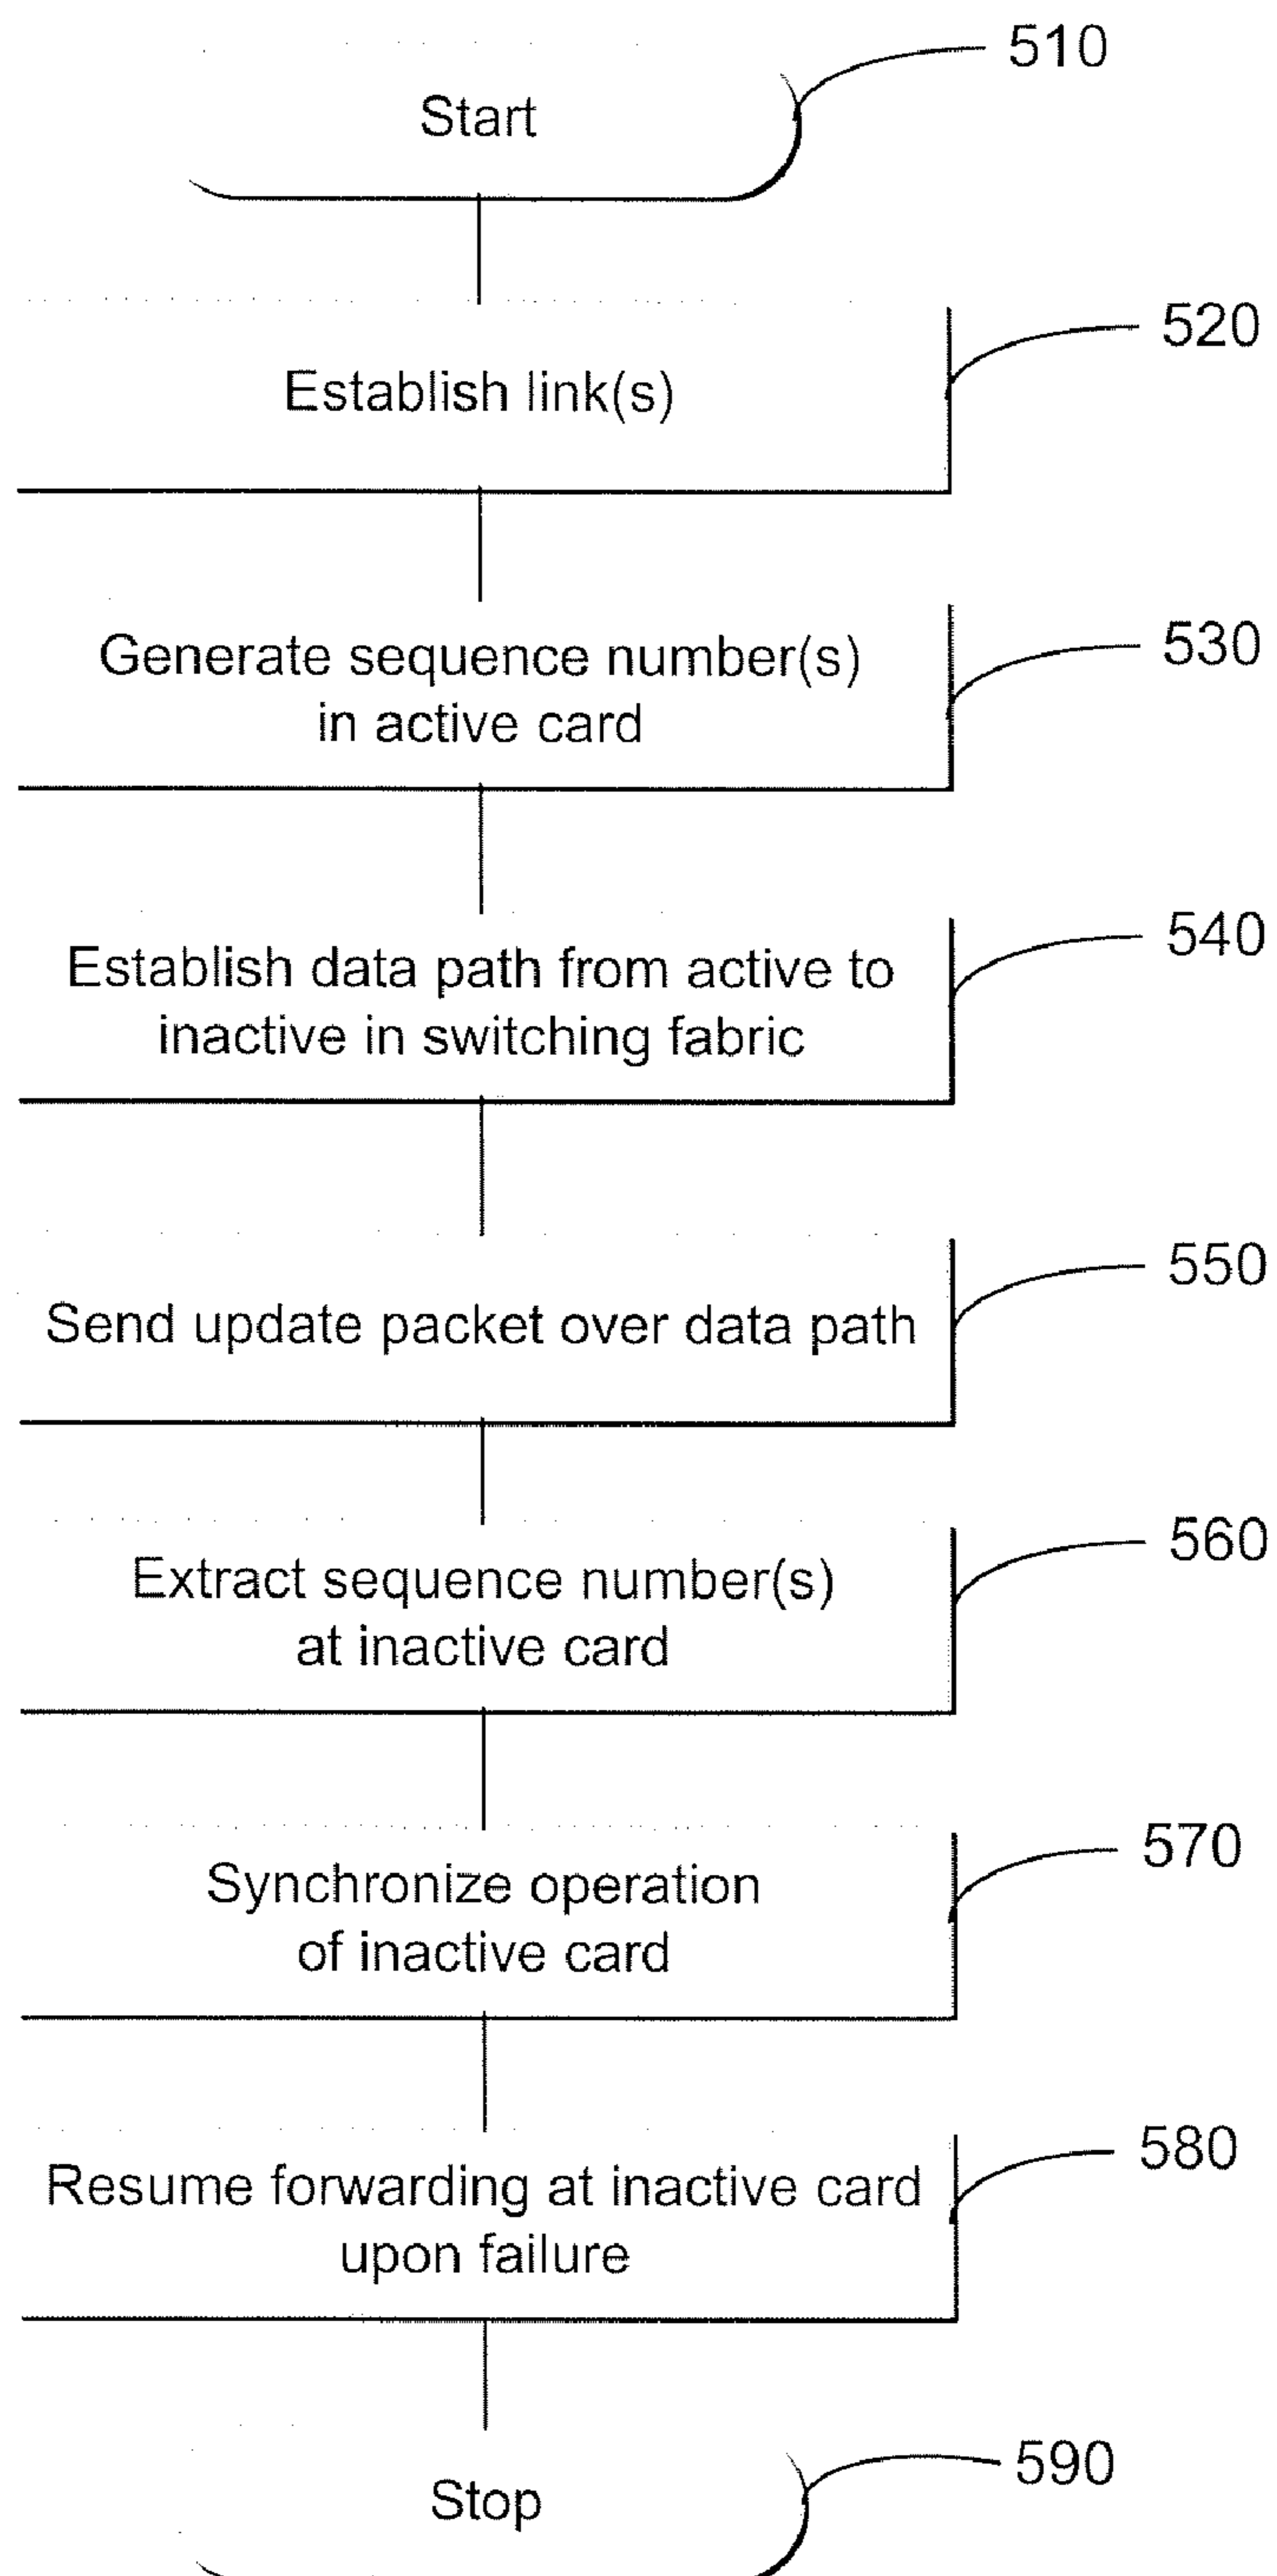 510
Start
520
Establish link(s)
530
Generate sequence number(s)
in active card
540
Establish data path from active to
inactive in switching fabric
550
Send update packet over data path
560
Extract sequence number(s)
at inactive card
570
Synchronize operation
of inactive card
580
Resume forwarding at inactive card
upon failure
590
Stop